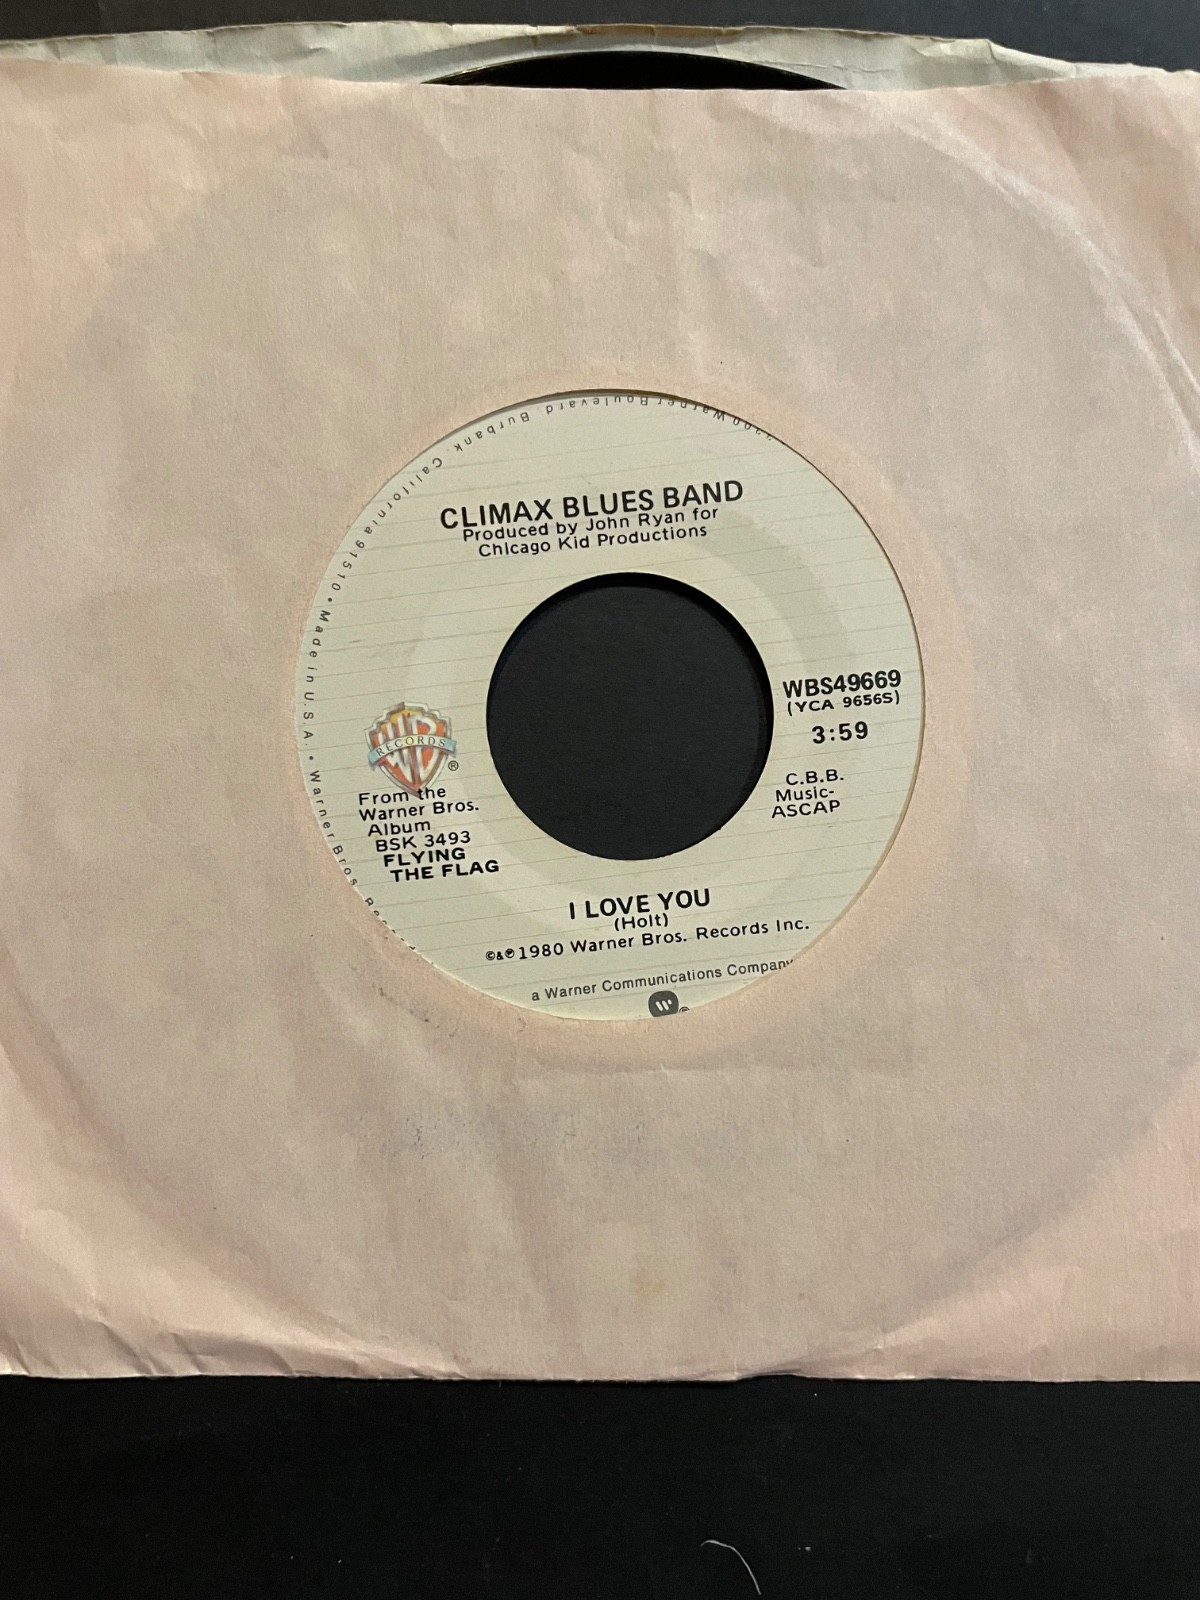 CLIMAX BLUES BAND
Produced by John Ryan for
Chicago Kid Productions
WBS49669
(YCA 9656S)
3:59
C.B.B.
Music-
ASCAP
RECORDS
®
From the
Warner Bros.
Album
BSK 3493
FLYING
THE FLAG
I LOVE YOU
(Holt)
©&℗1980 Warner Bros. Records Inc.
a Warner Communications Company
®
Made in U.S.A. • Warner Bros.
Warner Boulevard, Burbank, California 91510 •